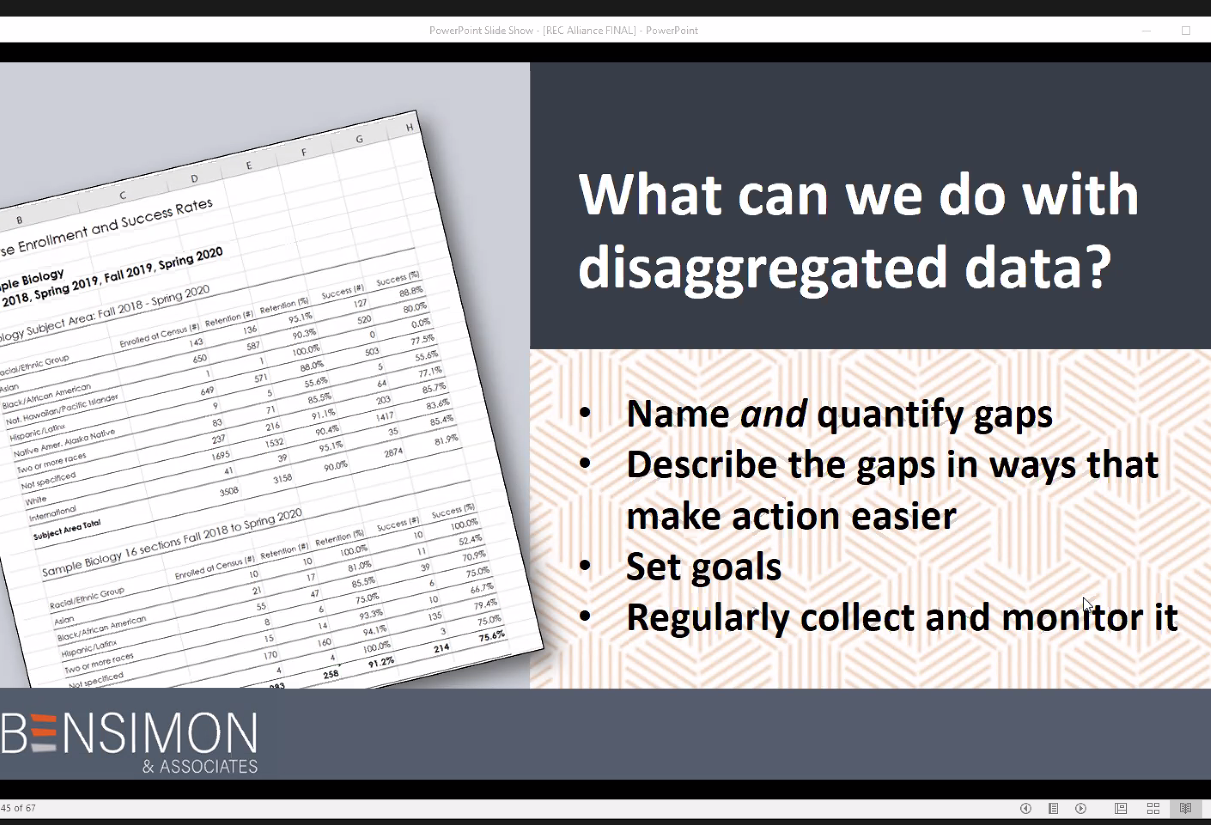 PowerPoint Slide Show - [REC Alliance FINAL] - PowerPoint
B C D E F G H
se Enrollment and Success Rates
ple Biology
2018, Spring 2019, Fall 2019, Spring 2020
logy Subject Area: Fall 2018 - Spring 2020
acial/Ethnic Group Enrolled at Census (#) Retention (#) Retention (%) Success (#) Success (%)
Asian 143 136 95.1% 127 88.8%
Black/African American 650 587 90.3% 520 80.0%
Nat. Hawaiian/Pacific Islander 1 1 100.0% 0 0.0%
Hispanic/Latinx 649 571 88.0% 503 77.5%
Native Amer. Alaska Native 9 5 55.6% 5 55.6%
Two or more races 83 71 85.5% 64 77.1%
Not specificed 237 216 91.1% 203 85.7%
White 1695 1532 90.4% 1417 83.6%
International 41 39 95.1% 35 85.4%
Subject Area Total 3508 3158 90.0% 2874 81.9%
Sample Biology 16 sections Fall 2018 to Spring 2020
Racial/Ethnic Group Enrolled at Census (#) Retention (#) Retention (%) Success (#) Success (%)
Asian 10 10 100.0% 10 100.0%
Black/African American 21 17 81.0% 11 52.4%
Hispanic/Latinx 55 47 85.5% 39 70.9%
Two or more races 8 6 75.0% 6 75.0%
Not specificed 15 14 93.3% 10 66.7%
170 160 94.1% 135 79.4%
4 4 100.0% 3 75.0%
283 258 91.2% 214 75.6%
What can we do with
disaggregated data?
• Name and quantify gaps
• Describe the gaps in ways that
make action easier
• Set goals
• Regularly collect and monitor it
BENSIMON
& ASSOCIATES
45 of 67